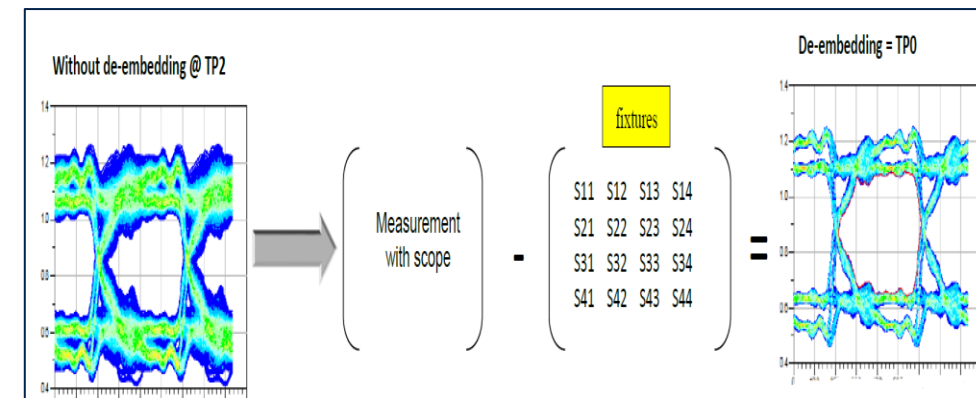 Without de-embedding @ TP2
De-embedding = TP0
1.4
1.2
1.0
0.8
0.6
0.4
Measurement
with scope
-
fixtures
S11 S12 S13 S14
S21 S22 S23 S24
S31 S32 S33 S34
S41 S42 S43 S44
=
1.4
1.2
1.0
0.8
0.6
0.4
0